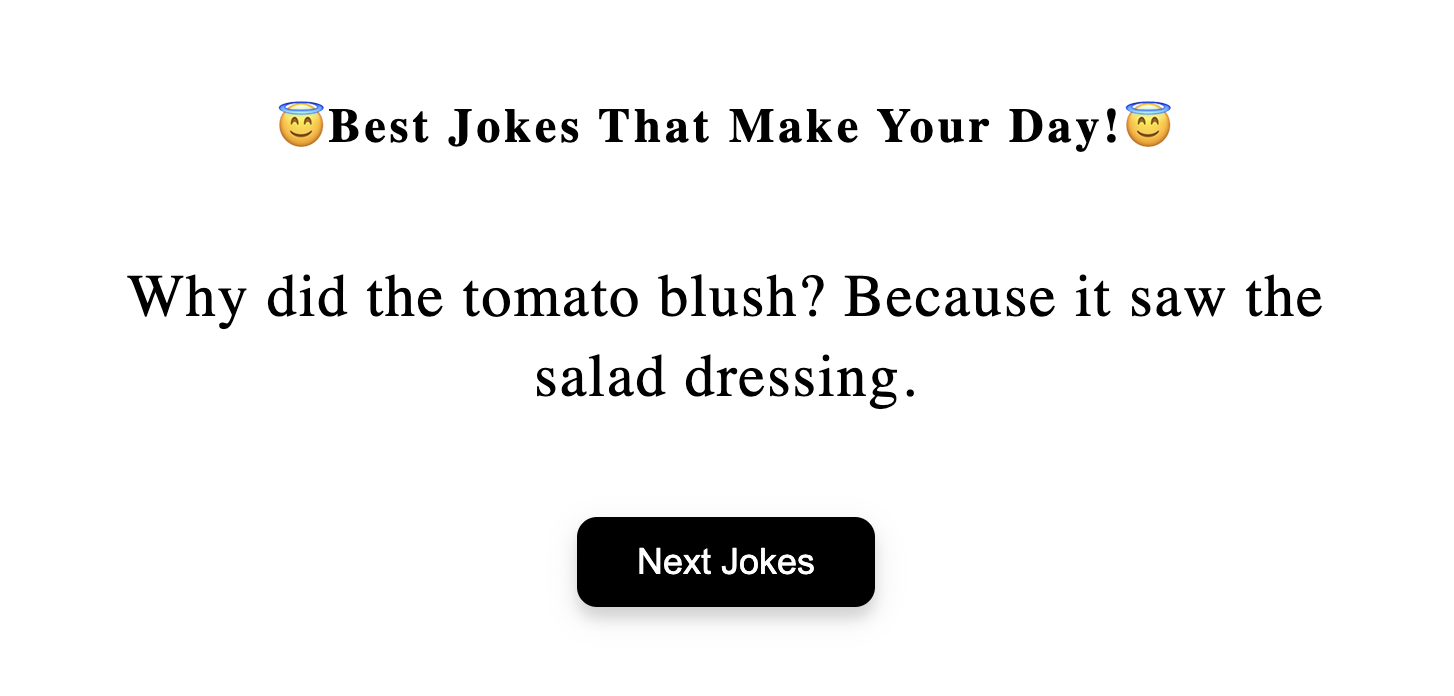 😇Best Jokes That Make Your Day!😇
Why did the tomato blush? Because it saw the
salad dressing.
Next Jokes